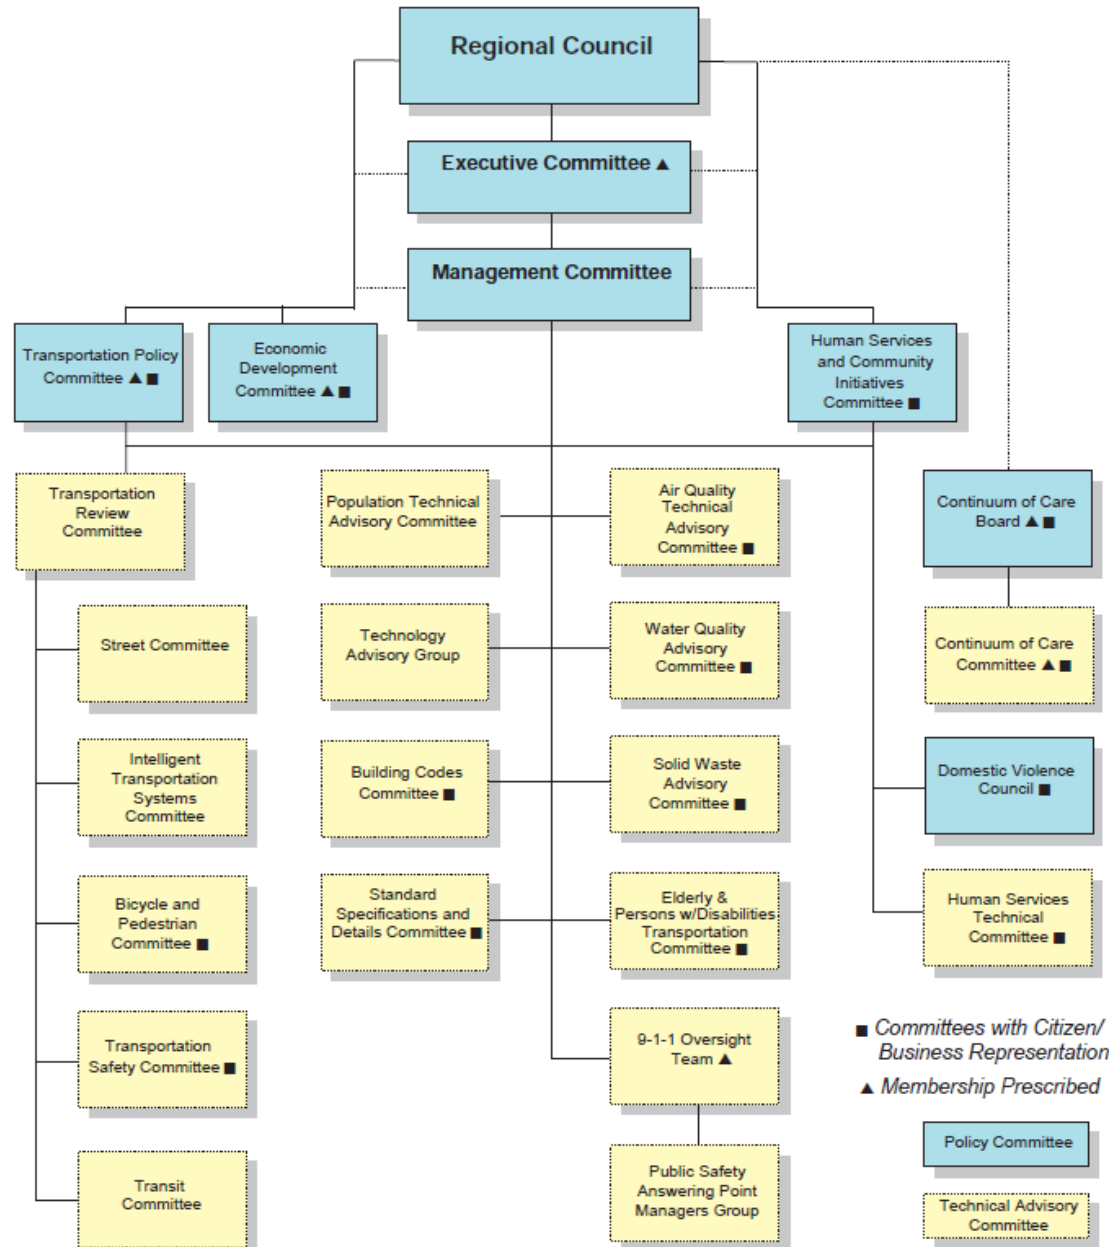 Regional Council
Executive Committee ▲
Management Committee
Transportation Policy
Committee ▲ ■
Economic
Development
Committee ▲ ■
Human Services
and Community
Initiatives
Committee ■
Transportation
Review
Committee
Population Technical
Advisory Committee
Air Quality
Technical
Advisory
Committee ■
Continuum of Care
Board ▲ ■
Street Committee
Technology
Advisory Group
Water Quality
Advisory
Committee ■
Continuum of Care
Committee ▲ ■
Intelligent
Transportation
Systems
Committee
Building Codes
Committee ■
Solid Waste
Advisory
Committee ■
Domestic Violence
Council ■
Bicycle and
Pedestrian
Committee ■
Standard
Specifications and
Details Committee ■
Elderly &
Persons w/Disabilities
Transportation
Committee ■
Human Services
Technical
Committee ■
Transportation
Safety Committee ■
9-1-1 Oversight
Team ▲
Transit
Committee
Public Safety
Answering Point
Managers Group
■ Committees with Citizen/
Business Representation
▲ Membership Prescribed
Policy Committee
Technical Advisory
Committee